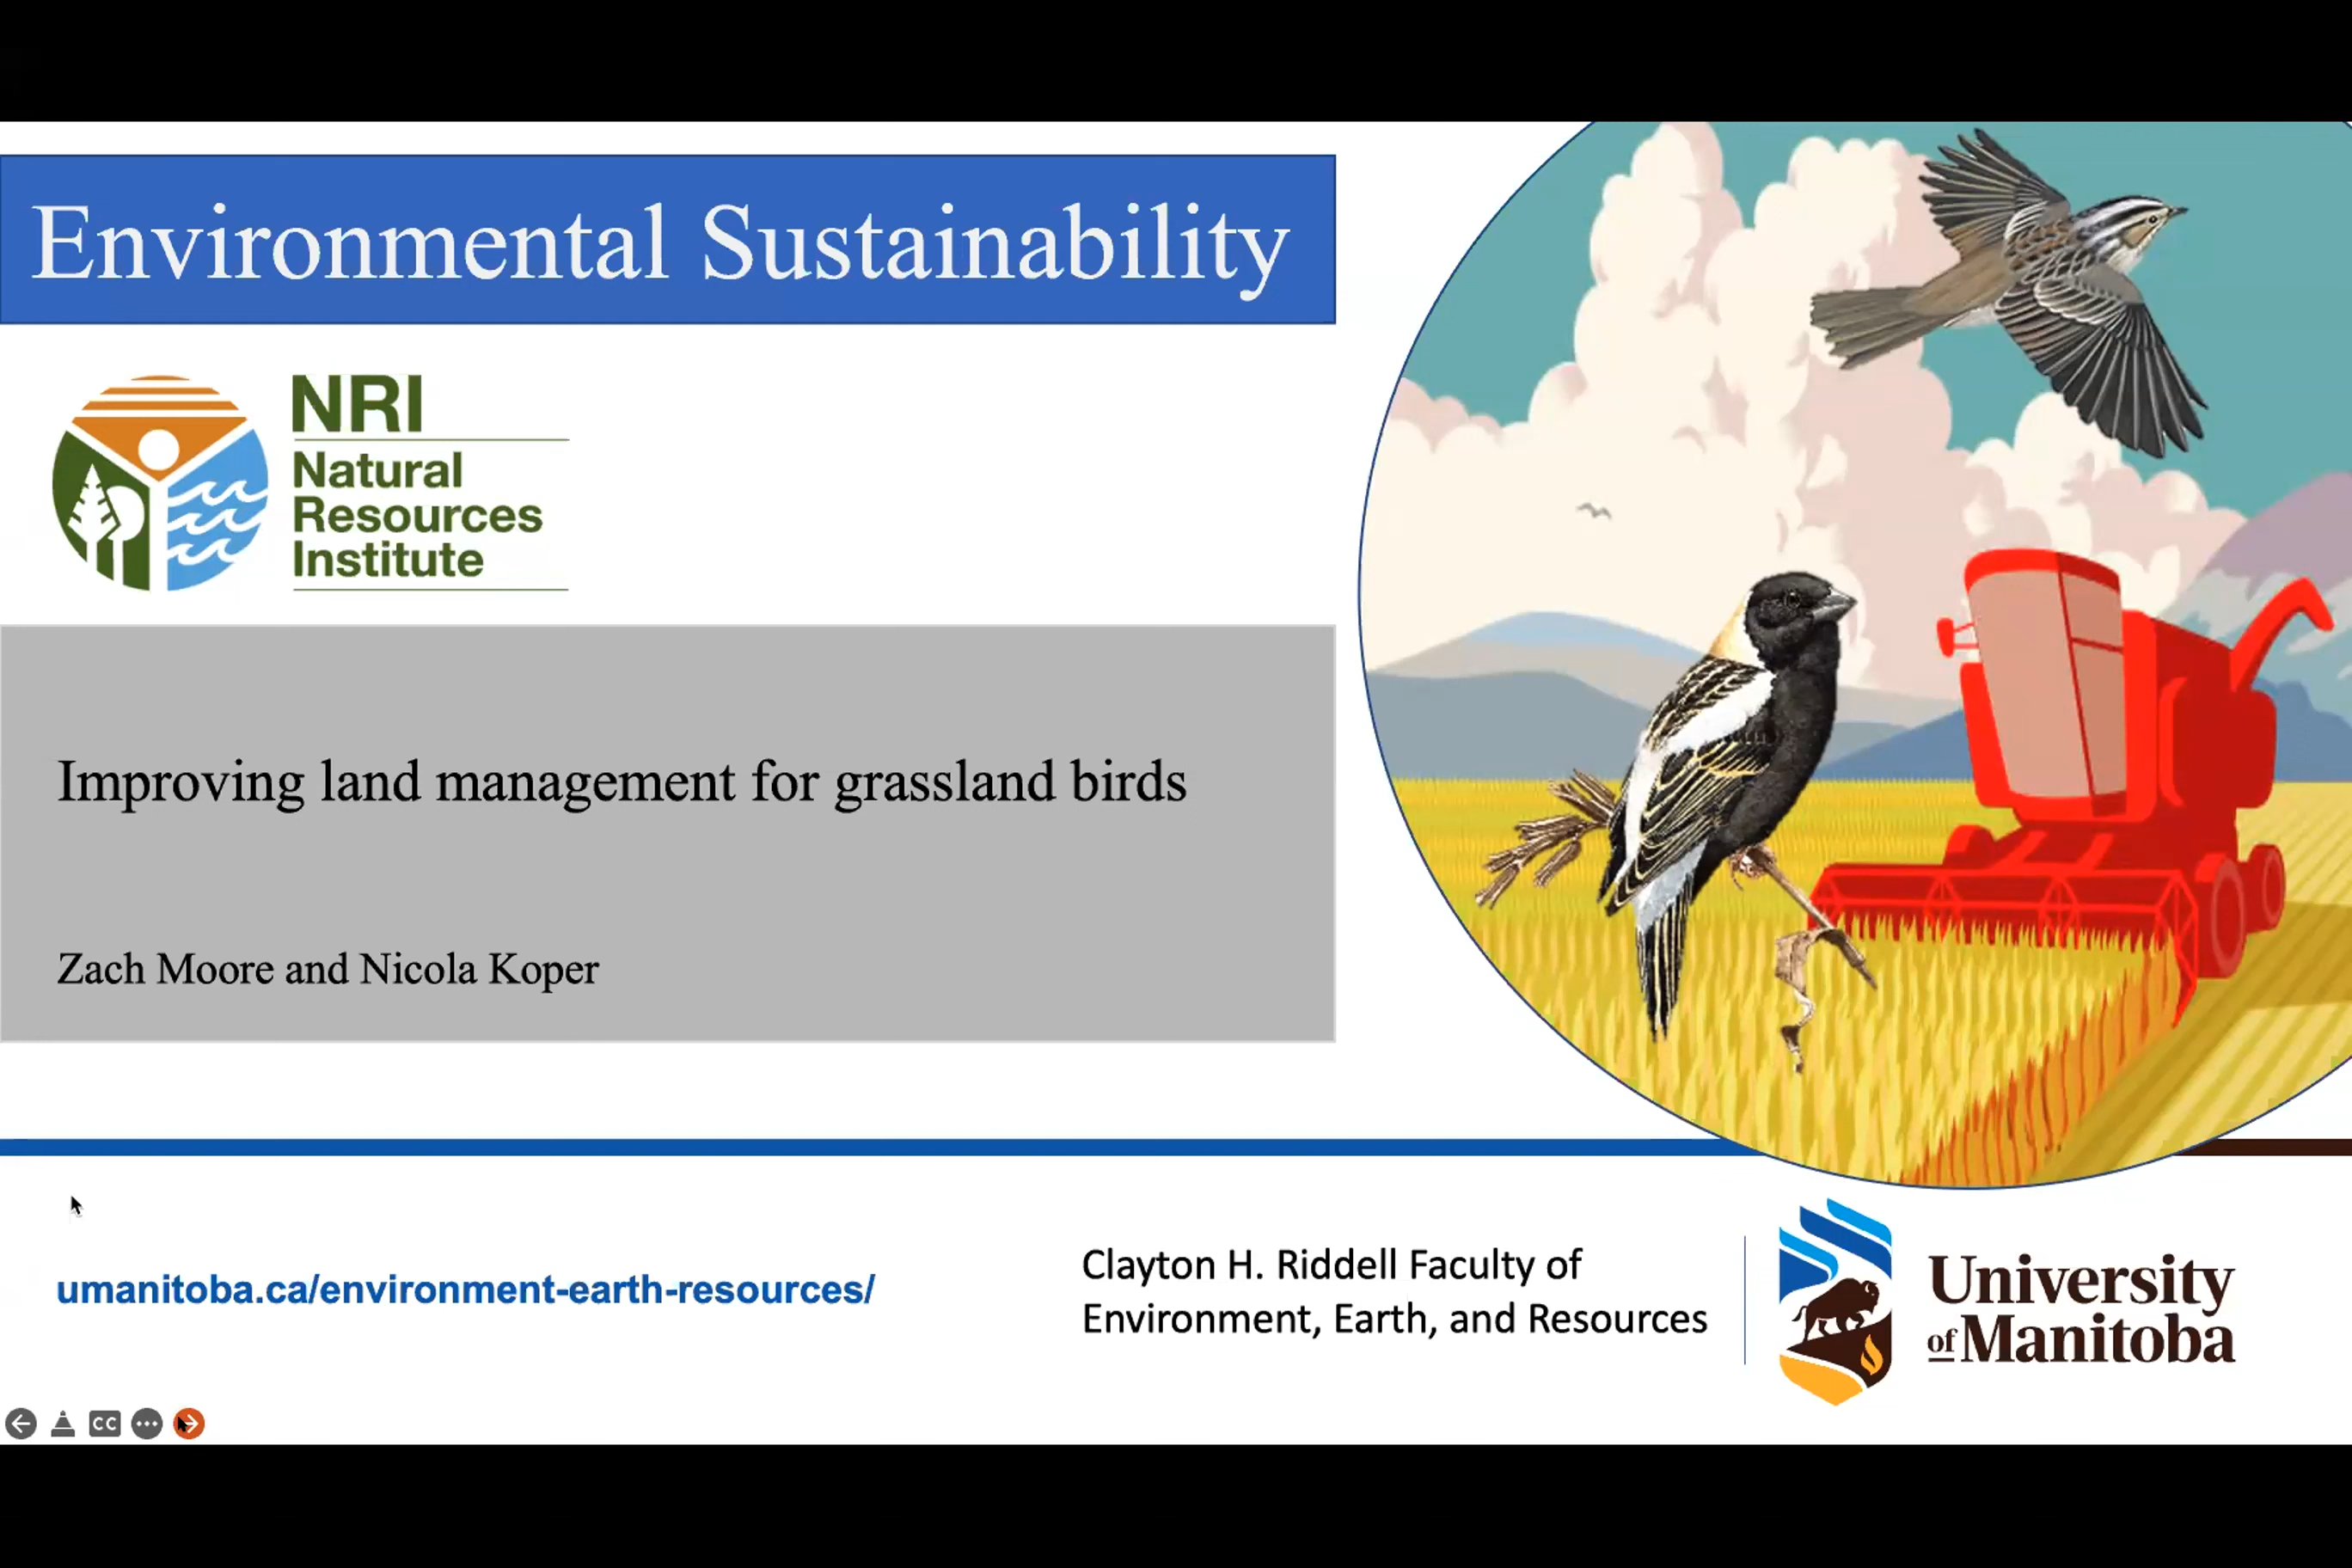 Environmental Sustainability
NRI
Natural
Resources
Institute
Improving land management for grassland birds
Zach Moore and Nicola Koper
umanitoba.ca/environment-earth-resources/
Clayton H. Riddell Faculty of
Environment, Earth, and Resources
University
of Manitoba
CC